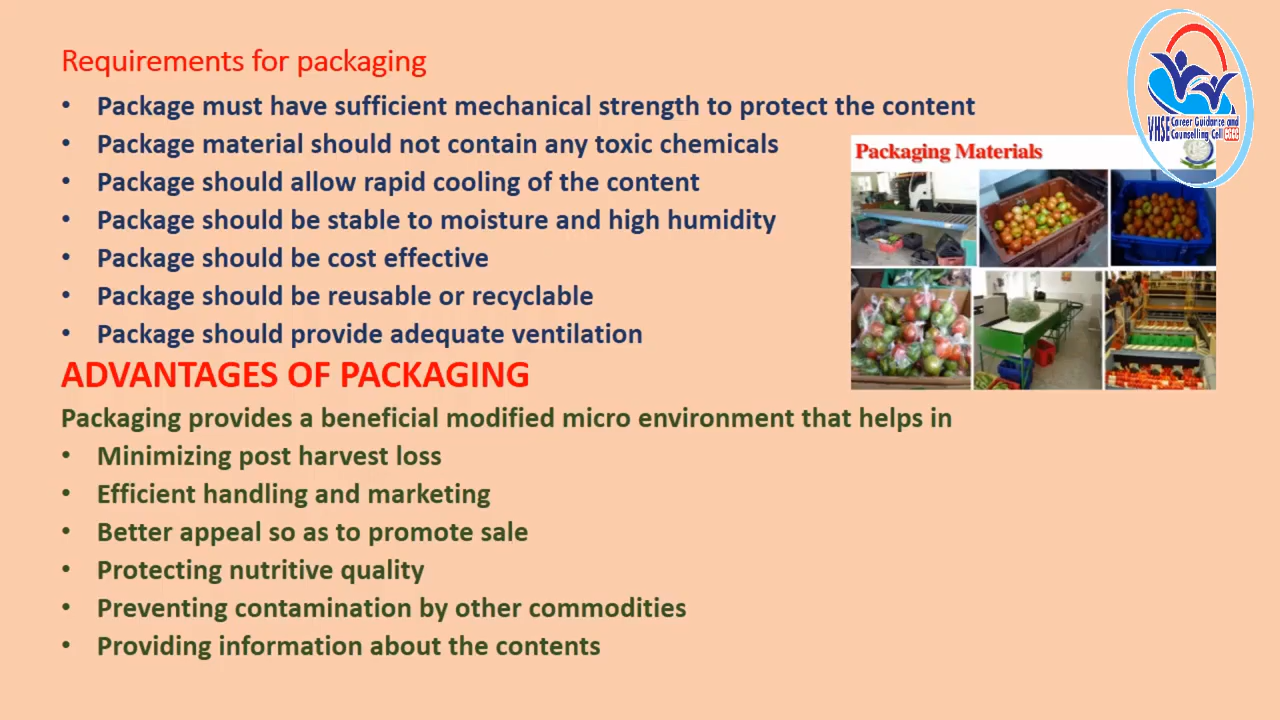 Requirements for packaging
• Package must have sufficient mechanical strength to protect the content
• Package material should not contain any toxic chemicals
• Package should allow rapid cooling of the content
• Package should be stable to moisture and high humidity
• Package should be cost effective
• Package should be reusable or recyclable
• Package should provide adequate ventilation
ADVANTAGES OF PACKAGING
Packaging provides a beneficial modified micro environment that helps in
• Minimizing post harvest loss
• Efficient handling and marketing
• Better appeal so as to promote sale
• Protecting nutritive quality
• Preventing contamination by other commodities
• Providing information about the contents
VHSE Career Guidance and
Counselling Cell CGCC
Packaging Materials